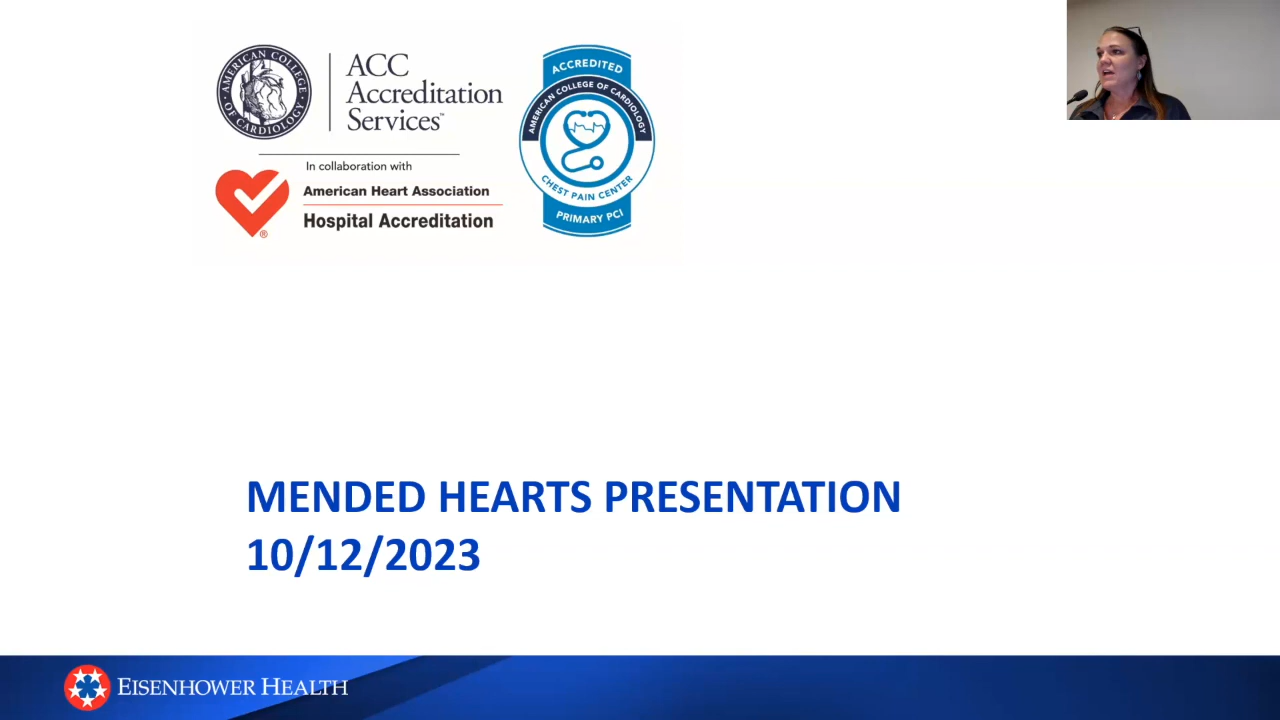 AMERICAN COLLEGE OF CARDIOLOGY
ACC
Accreditation
Services™
In collaboration with
American Heart Association
Hospital Accreditation
®
ACCREDITED
AMERICAN COLLEGE OF CARDIOLOGY
CHEST PAIN CENTER
PRIMARY PCI
MENDED HEARTS PRESENTATION
10/12/2023
EISENHOWER HEALTH